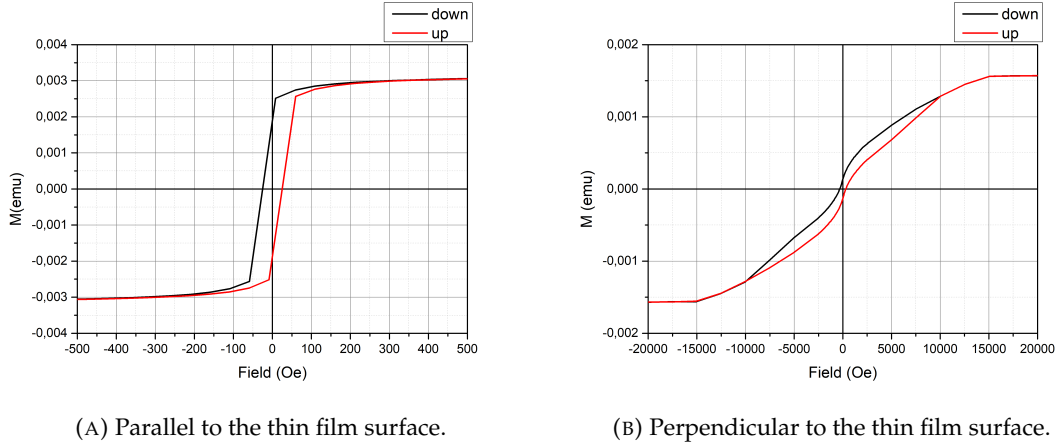 down
up
0,004
0,003
0,002
0,001
0,000
-0,001
-0,002
-0,003
-0,004
M(emu)
-500 -400 -300 -200 -100 0 100 200 300 400 500
Field (Oe)
(A) Parallel to the thin film surface.
down
up
0,002
0,001
0,000
-0,001
-0,002
M (emu)
-20000 -15000 -10000 -5000 0 5000 10000 15000 20000
Field (Oe)
(B) Perpendicular to the thin film surface.